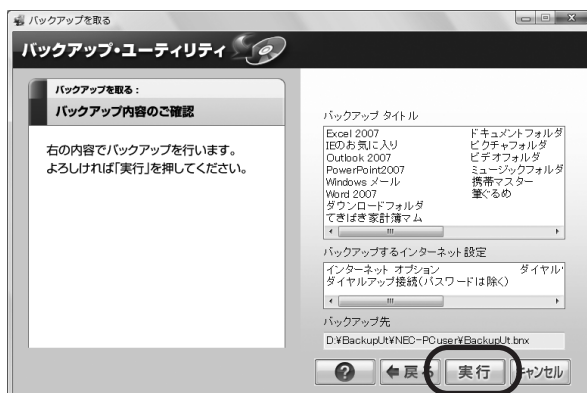 バックアップを取る
バックアップ・ユーティリティ
バックアップを取る：
バックアップ内容のご確認
右の内容でバックアップを行います。
よろしければ「実行」を押してください。
バックアップ タイトル
Excel 2007 ドキュメントフォルダ
IEのお気に入り ピクチャフォルダ
Outlook 2007 ビデオフォルダ
PowerPoint2007 ミュージックフォルダ
Windows メール 携帯マスター
Word 2007 筆ぐるめ
ダウンロードフォルダ
てきぱき家計簿マム
バックアップするインターネット設定
インターネット オプション ダイヤル
ダイヤルアップ接続(パスワードは除く)
バックアップ先
D:¥BackupUt¥NEC-PCuser¥BackupUt.bnx
? 戻る 実行 キャンセル